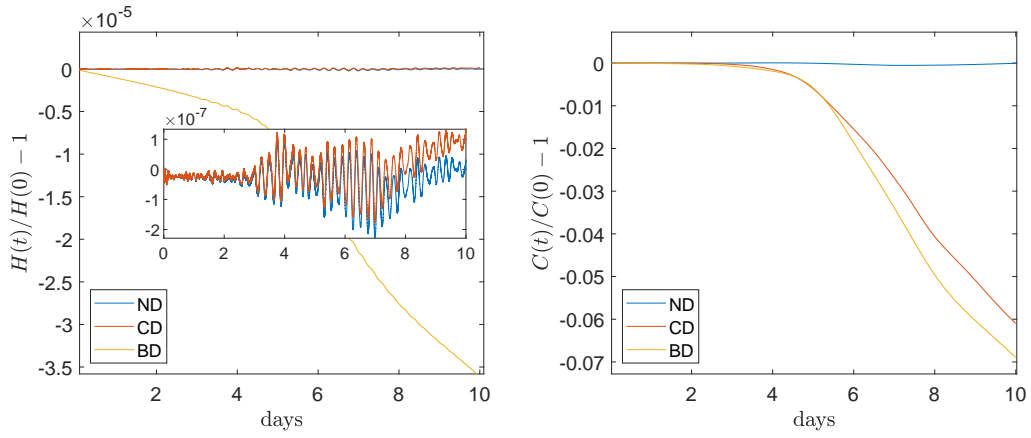 ×10⁻⁵
0
-0.5
-1
-1.5
-2
-2.5
-3
-3.5
H(t)/H(0) − 1
2 4 6 8 10
days
×10⁻⁷
1
0
-1
-2
0 2 4 6 8 10
ND
CD
BD
0
-0.01
-0.02
-0.03
-0.04
-0.05
-0.06
-0.07
C(t)/C(0) − 1
2 4 6 8 10
days
ND
CD
BD